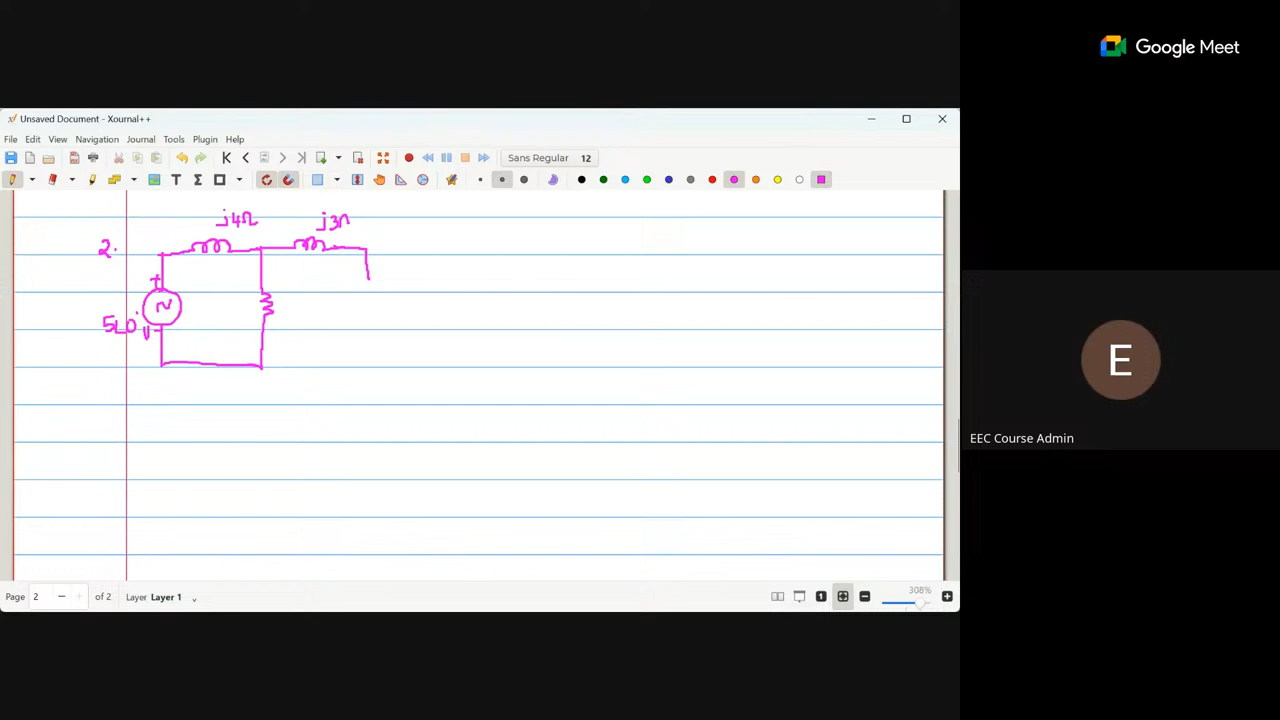 Google Meet
Unsaved Document - Xournal++
File Edit View Navigation Journal Tools Plugin Help
Sans Regular 12
j4Ω j3Ω
2.
+
5∠0°
V -
E
EEC Course Admin
Page 2 of 2 Layer Layer 1
308%